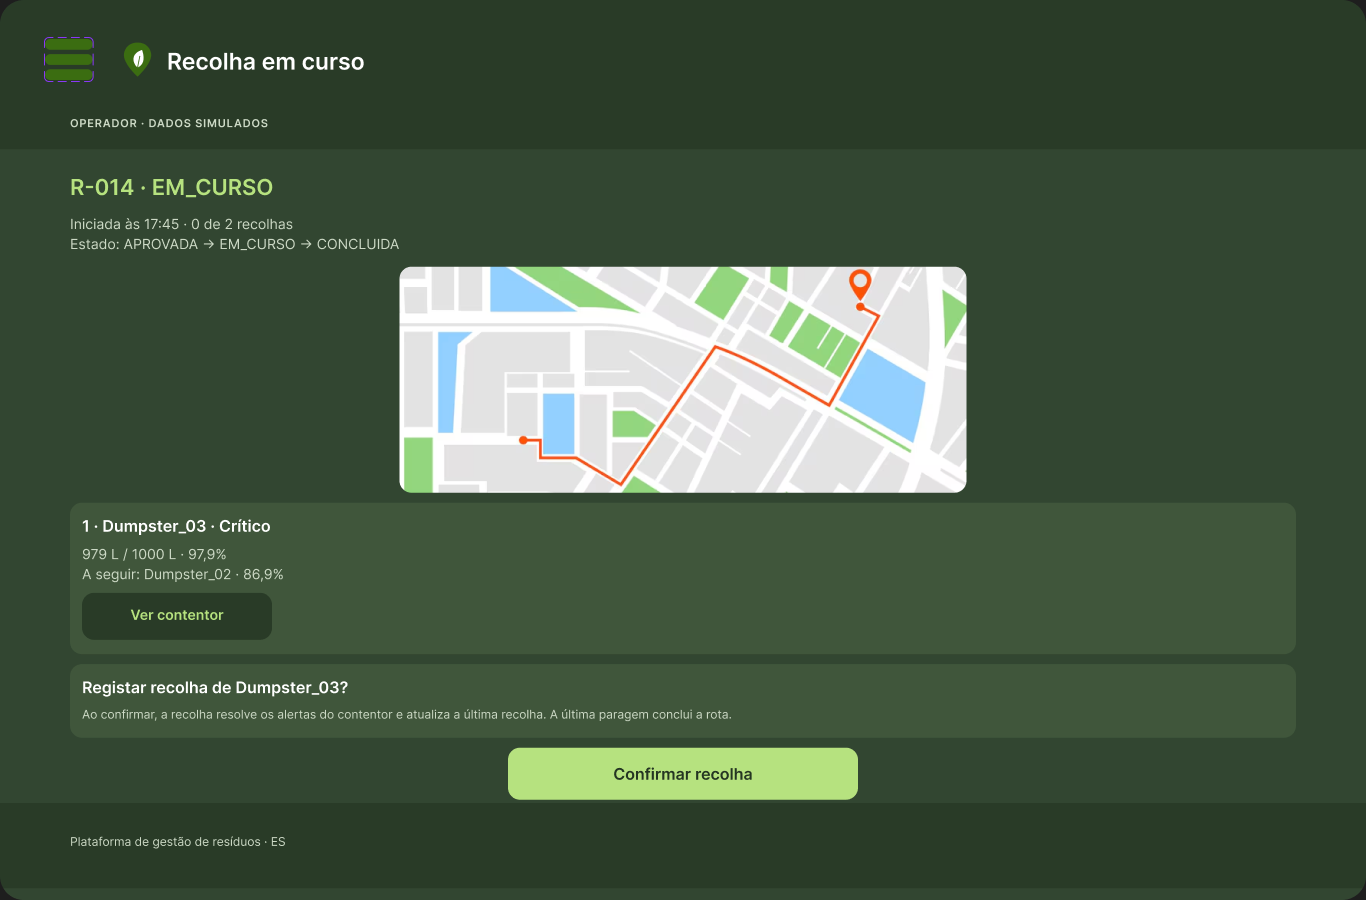 Recolha em curso
OPERADOR · DADOS SIMULADOS
R-014 · EM_CURSO
Iniciada às 17:45 · 0 de 2 recolhas
Estado: APROVADA → EM_CURSO → CONCLUIDA
1 · Dumpster_03 · Crítico
979 L / 1000 L · 97,9%
A seguir: Dumpster_02 · 86,9%
Ver contentor
Registar recolha de Dumpster_03?
Ao confirmar, a recolha resolve os alertas do contentor e atualiza a última recolha. A última paragem conclui a rota.
Confirmar recolha
Plataforma de gestão de resíduos · ES